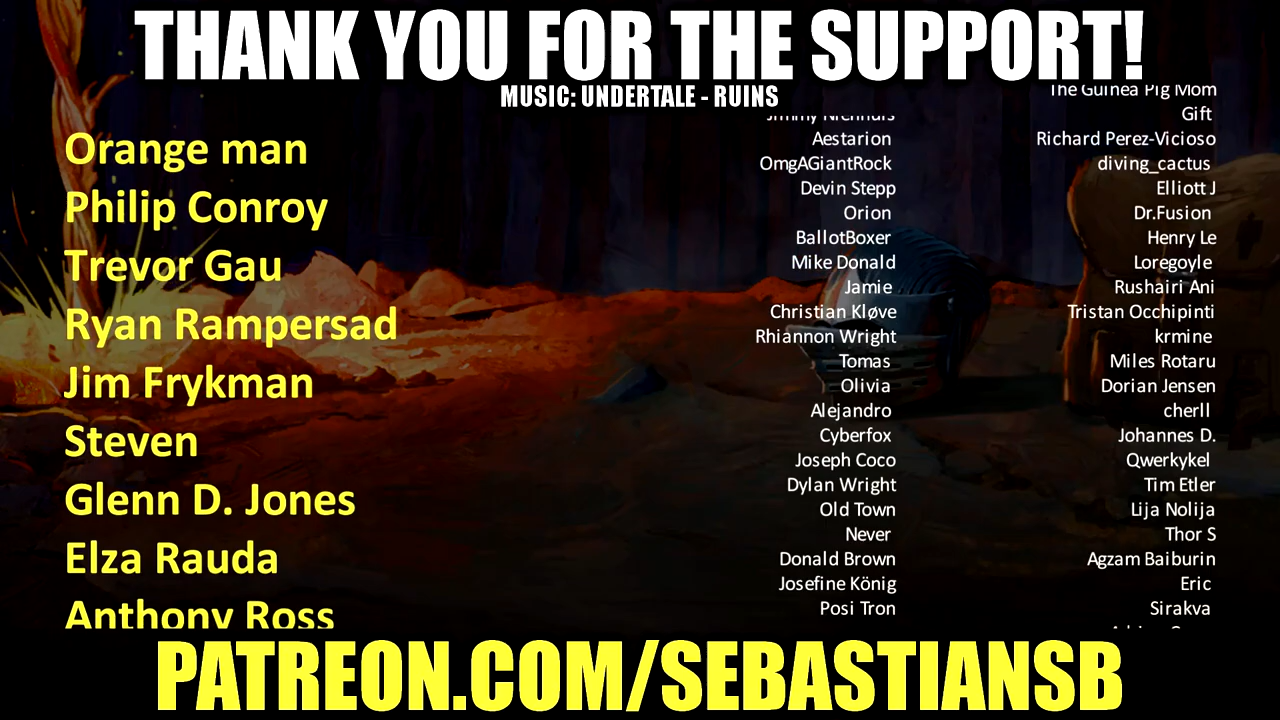 THANK YOU FOR THE SUPPORT!
MUSIC: UNDERTALE - RUINS
Orange man
Philip Conroy
Trevor Gau
Ryan Rampersad
Jim Frykman
Steven
Glenn D. Jones
Elza Rauda
Anthony Ross
Aestarion
OmgAGiantRock
Devin Stepp
Orion
BallotBoxer
Mike Donald
Jamie
Christian Kløve
Rhiannon Wright
Tomas
Olivia
Alejandro
Cyberfox
Joseph Coco
Dylan Wright
Old Town
Never
Donald Brown
Josefine König
Posi Tron
The Guinea Pig Mom
Gift
Richard Perez-Vicioso
diving_cactus
Elliott J
Dr.Fusion
Henry Le
Loregoyle
Rushairi Ani
Tristan Occhipinti
krmine
Miles Rotaru
Dorian Jensen
cherll
Johannes D.
Qwerkykel
Tim Etler
Lija Nolija
Thor S
Agzam Baiburin
Eric
Sirakva
PATREON.COM/SEBASTIANSB